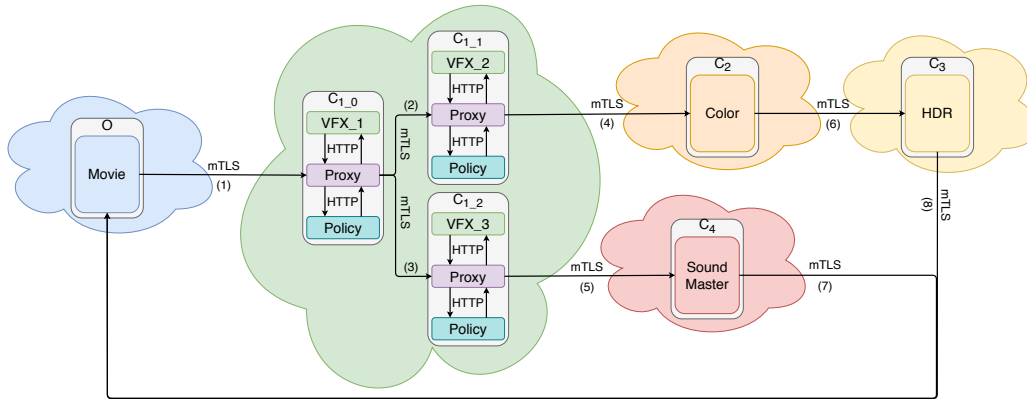 O
Movie
mTLS
(1)
C1_0
VFX_1
HTTP
Proxy
HTTP
Policy
(2)
mTLS
mTLS
(3)
C1_1
VFX_2
HTTP
Proxy
HTTP
Policy
C1_2
VFX_3
HTTP
Proxy
HTTP
Policy
mTLS
(4)
C2
Color
mTLS
(6)
C3
HDR
mTLS
(8)
mTLS
(5)
C4
Sound
Master
mTLS
(7)